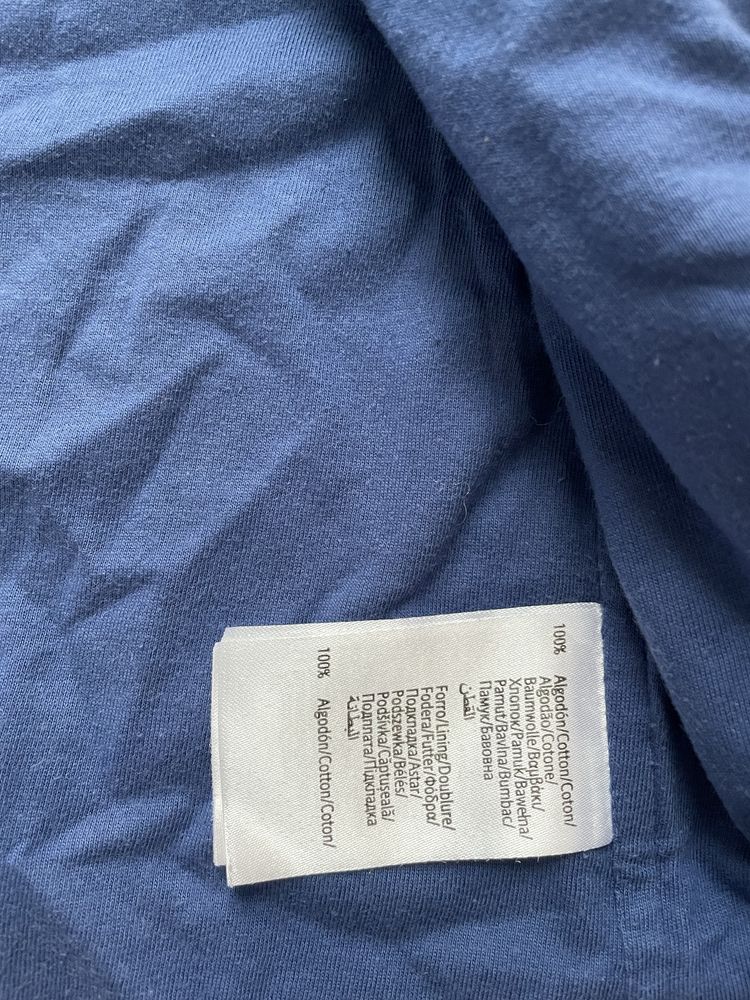 100% Algodón/Cotton/Coton/
Algodão/Cotone/
Baumwolle/Βαμβάκι/
Хлопок/Pamuk/Bawełna/
Pamut/Bavlna/Bumbac/
Памук/Бавовна
القطن
Forro/Lining/Doublure/
Fodera/Futter/Φόδρα/
Подкладка/Astar/
Podszewka/Bélés/
Podšívka/Căptușeală/
Подплата/Підкладка
البطانة
100% Algodón/Cotton/Coton/